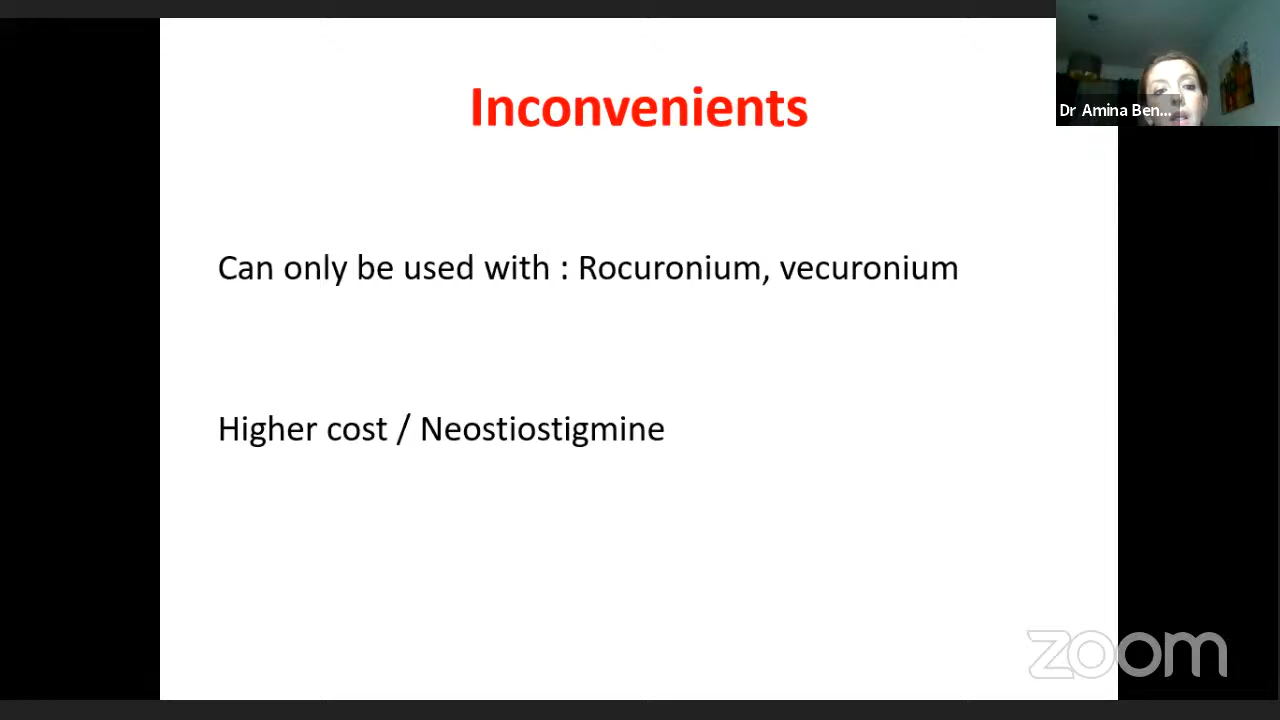 Inconvenients
Dr Amina Ben...
Can only be used with : Rocuronium, vecuronium
Higher cost / Neostiostigmine
zoom